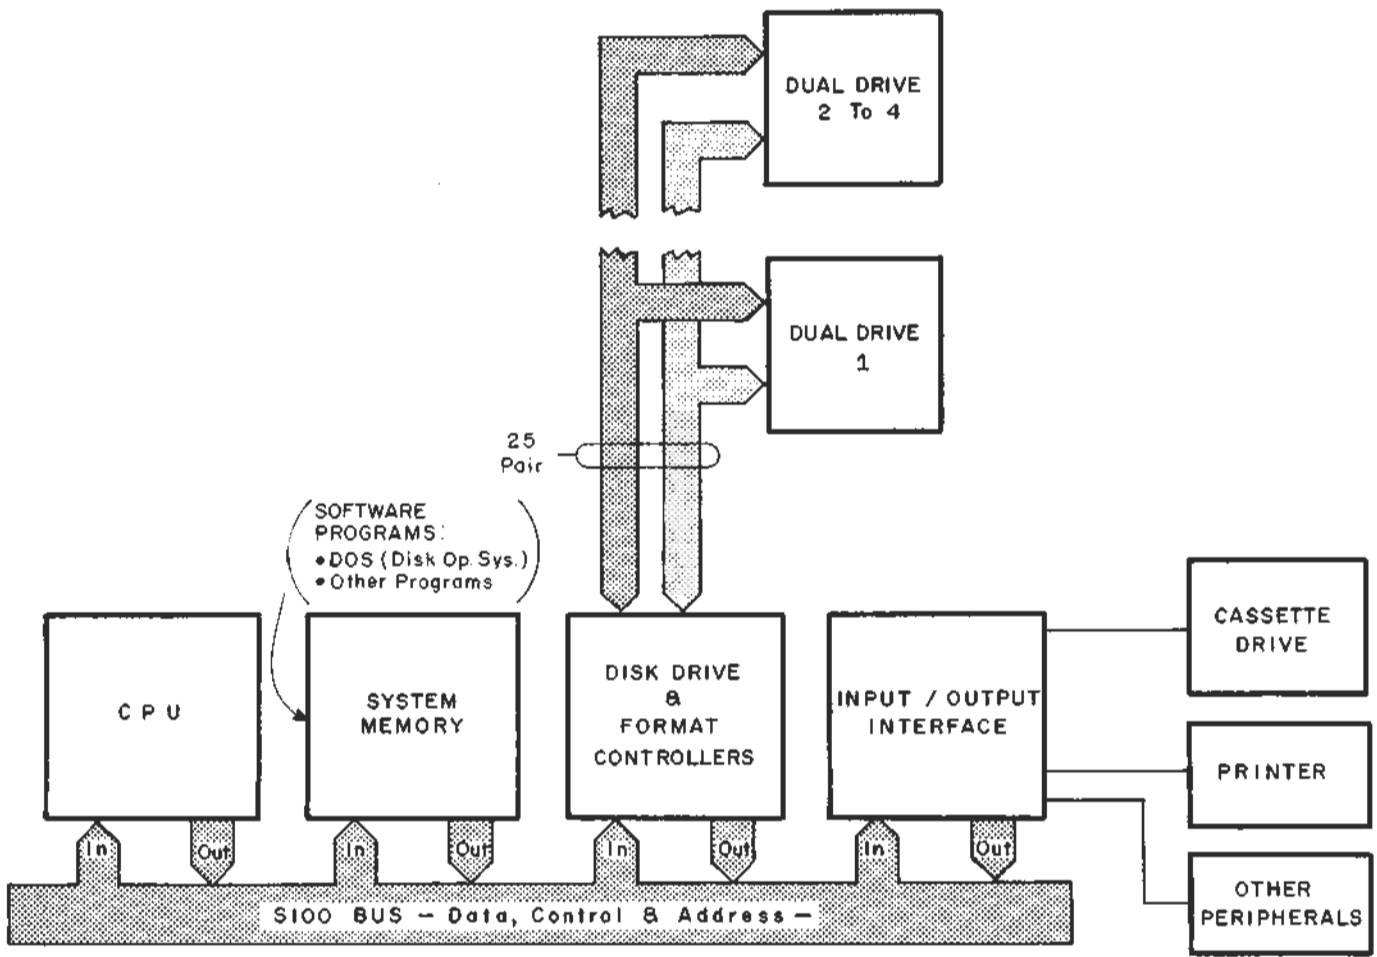 DUAL DRIVE
2 To 4
DUAL DRIVE
1
25
Pair
SOFTWARE
PROGRAMS:
• DOS (Disk Op. Sys.)
• Other Programs
CPU
SYSTEM
MEMORY
DISK DRIVE
&
FORMAT
CONTROLLERS
INPUT / OUTPUT
INTERFACE
CASSETTE
DRIVE
PRINTER
OTHER
PERIPHERALS
In
Out
In
Out
In
Out
In
Out
S100 BUS – Data, Control & Address –